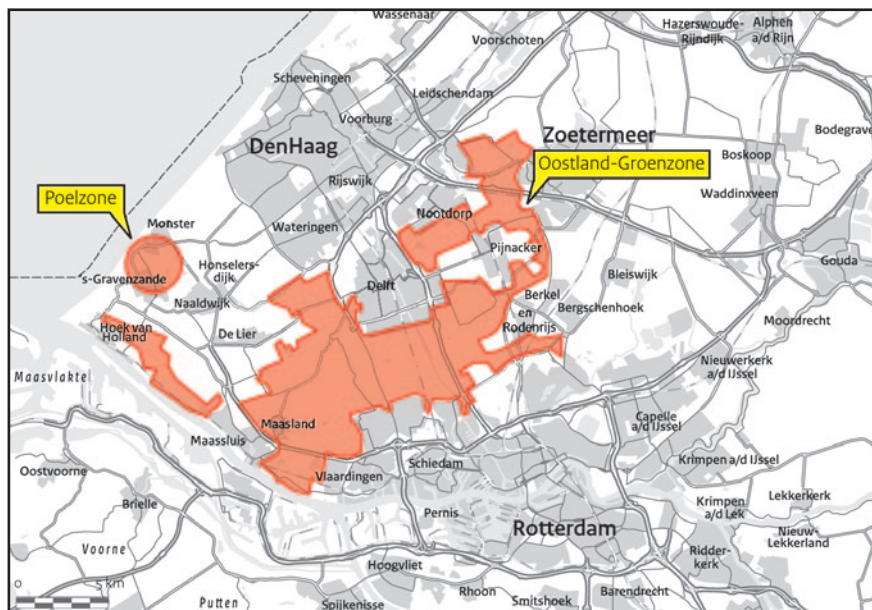 Wassenaar
Hazerswoude-
Rijndijk
Alphen
a/d Rijn
Voorschoten
Scheveningen
Leidschendam
Voorburg
Zoetermeer
DenHaag
Bodegrave
Boskoop
Oostland-Groenzone
Rijswijk
Waddinxveen
Poelzone
Nootdorp
Monster
Wateringen
Pijnacker
Honselers-
dijk
Gouda
Bleiswijk
s-Gravenzande
Delft
Naaldwijk
Berkel
en
Rodenrijs
Bergschenhoek
Moordrecht
Hoek van
Holland
De Lier
Nieuwerkerk
a/d IJssel
Maasvlakte
Capelle
a/d IJssel
Maasland
Maassluis
Krimpen a/d IJssel
Schiedam
Oostvoorne
Vlaardingen
Lekkerkerk
Brielle
Krimpen
a/d Lek
Pernis
Rotterdam
Nieuw-
Lekkerland
Voorne
Ridder-
kerk
Hoogvliet
0
5 km
Rhoon
Barendrecht
Putten
Spijkenisse
Smitshoek